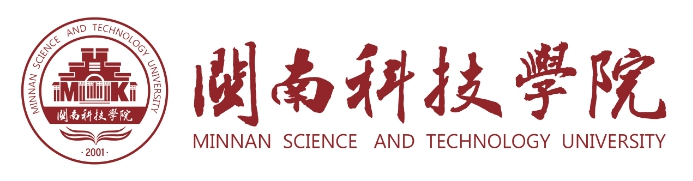 MINNAN SCIENCE AND TECHNOLOGY UNIVERSITY
MK
閩南科技學院
·2001·
閩南科技學院
MINNAN SCIENCE AND TECHNOLOGY UNIVERSITY